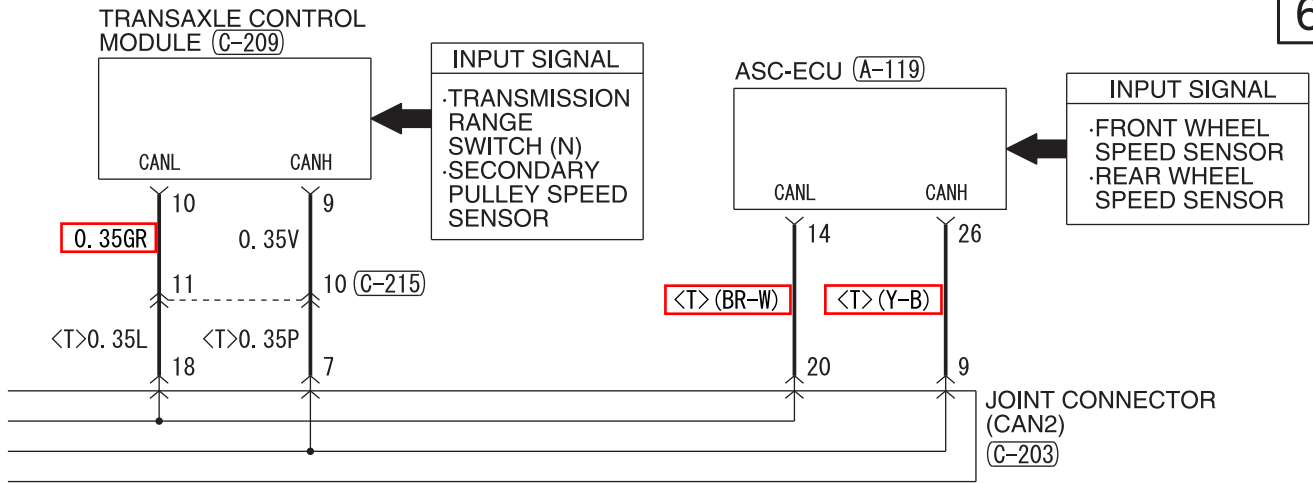 TRANSAXLE CONTROL
MODULE (C-209)
CANL
CANH
INPUT SIGNAL
·TRANSMISSION
RANGE
SWITCH (N)
·SECONDARY
PULLEY SPEED
SENSOR
ASC-ECU (A-119)
CANL
CANH
INPUT SIGNAL
·FRONT WHEEL
SPEED SENSOR
·REAR WHEEL
SPEED SENSOR
6
10
9
0.35GR
0.35V
11
10 (C-215)
<T>0.35L
<T>0.35P
18
7
14
26
<T>(BR-W)
<T>(Y-B)
20
9
JOINT CONNECTOR
(CAN2)
(C-203)